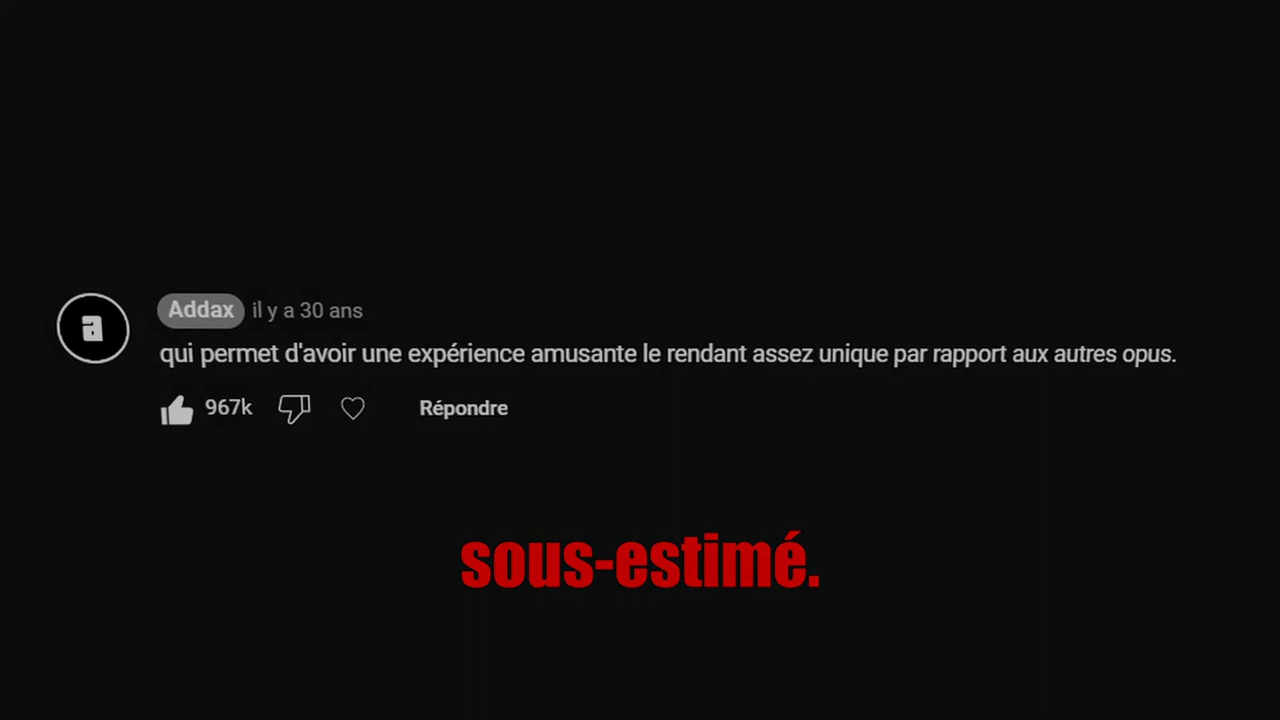 a
Addax il y a 30 ans
qui permet d'avoir une expérience amusante le rendant assez unique par rapport aux autres opus.
967k Répondre
sous-estimé.